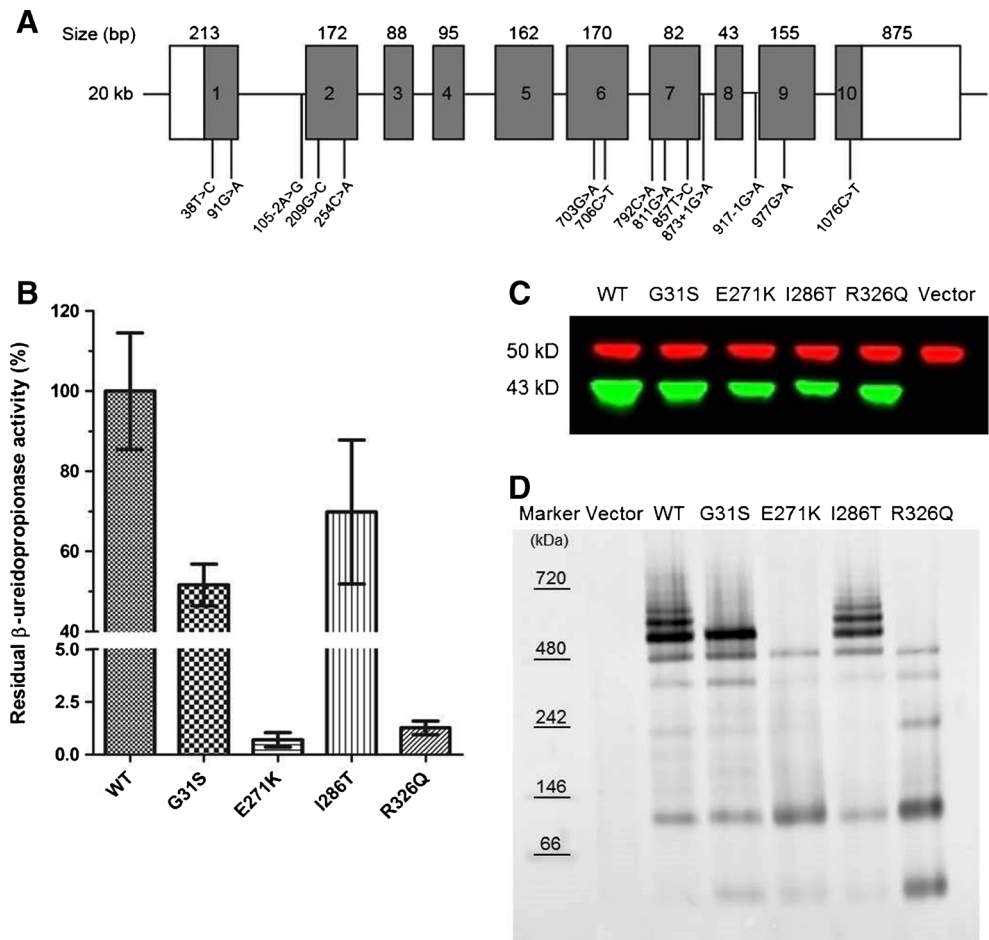 A
Size (bp) 213 172 88 95 162 170 82 43 155 875
20 kb 1 2 3 4 5 6 7 8 9 10
38T>C 91G>A 105-2A>G 209G>C 254C>A 703G>A 706C>T 792C>A 811G>A 857T>C 873+1G>A 917-1G>A 977G>A 1076C>T
B
Residual β-ureidopropionase activity (%)
120
100
80
60
40
5.0
2.5
0.0
WT G31S E271K I286T R326Q
C
WT G31S E271K I286T R326Q Vector
50 kD
43 kD
D
Marker Vector WT G31S E271K I286T R326Q
(kDa)
720
480
242
146
66